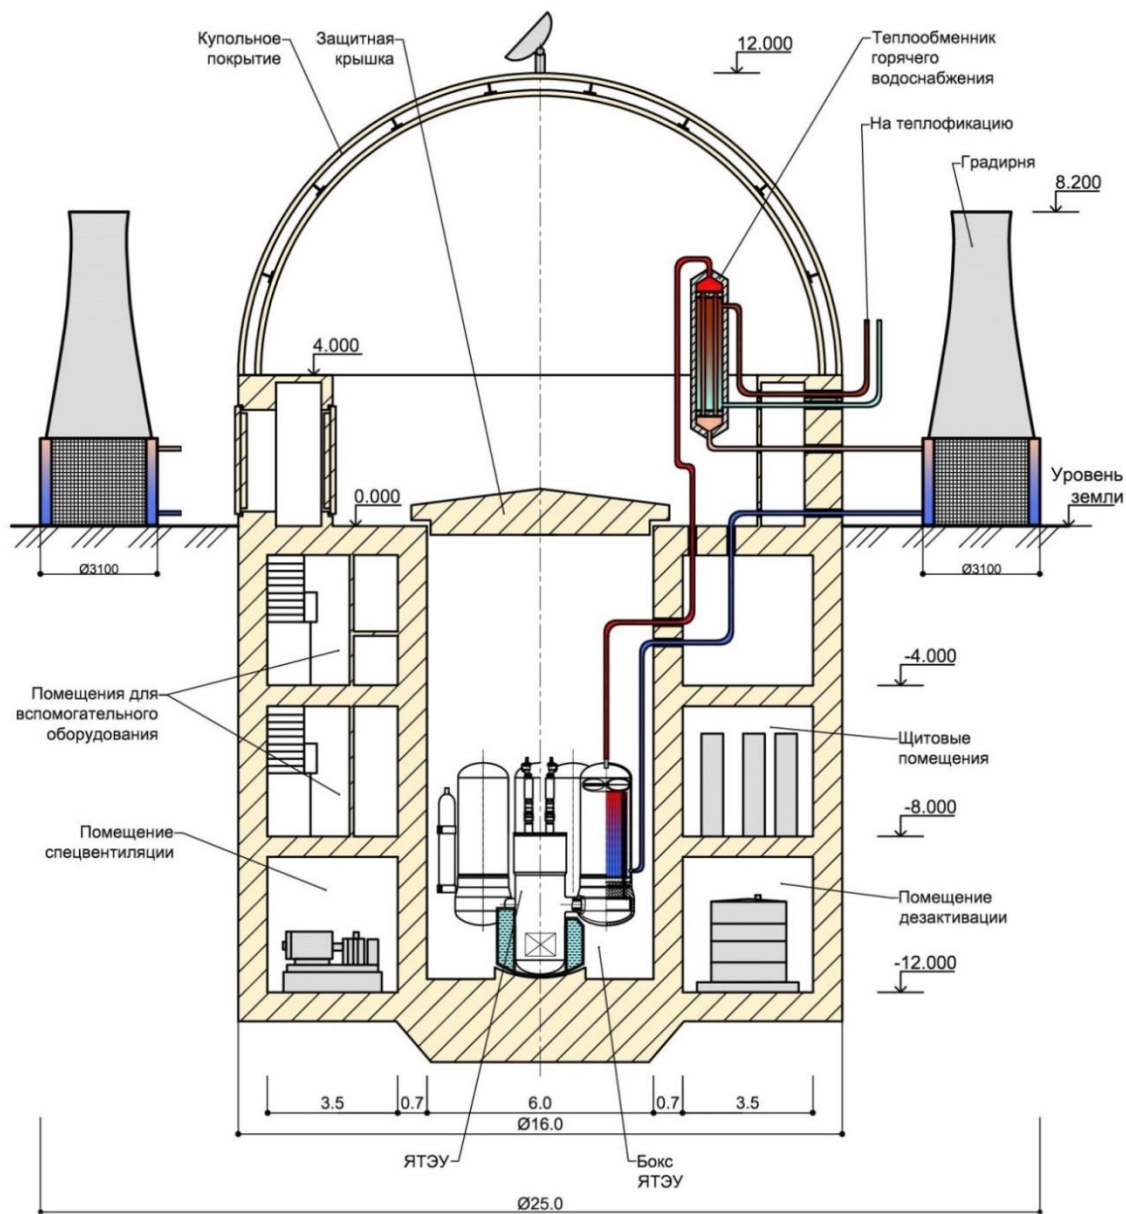 Купольное
покрытие
Защитная
крышка
12.000
Теплообменник
горячего
водоснабжения
На теплофикацию
Градирня
8.200
4.000
0.000
Уровень
земли
Ø3100
Ø3100
-4.000
Помещения для
вспомогательного
оборудования
Щитовые
помещения
-8.000
Помещение
спецвентиляции
Помещение
дезактивации
-12.000
3.5
0.7
6.0
0.7
3.5
Ø16.0
ЯТЭУ
Бокс
ЯТЭУ
Ø25.0